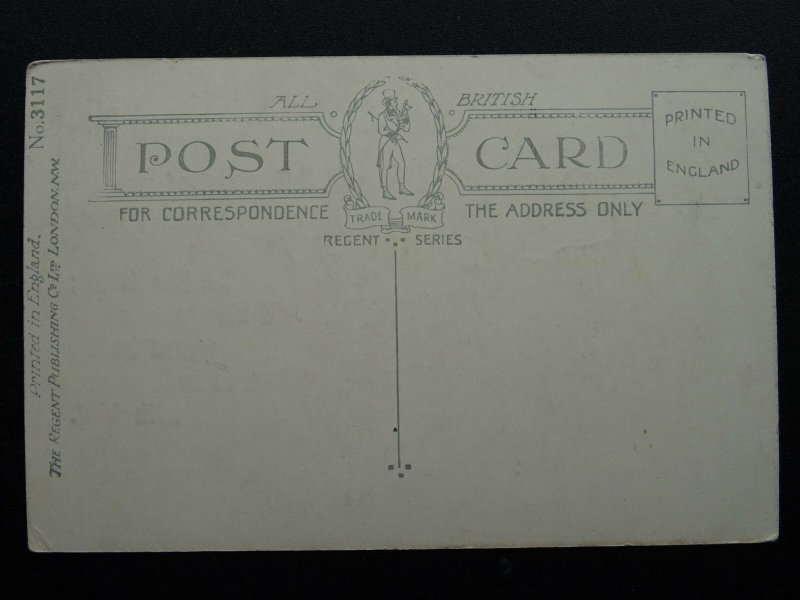 ALL BRITISH
POST CARD
PRINTED
IN
ENGLAND
TRADE MARK
FOR CORRESPONDENCE THE ADDRESS ONLY
REGENT SERIES
No. 3117
Printed in England.
THE REGENT PUBLISHING Co LTD LONDON, NW.